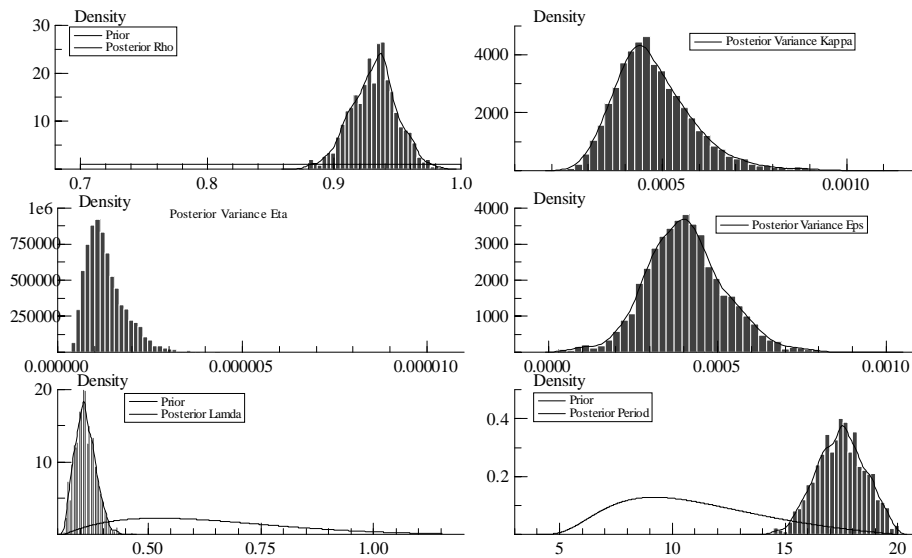 Density
Prior
Posterior Rho
30
20
10
0.7 0.8 0.9 1.0
Density
Posterior Variance Kappa
4000
2000
0.0005 0.0010
Density
Posterior Variance Eta
1e6
750000
500000
250000
0.000000 0.000005 0.000010
Density
Posterior Variance Eps
4000
3000
2000
1000
0.0000 0.0005 0.0010
Density
Prior
Posterior Lamda
20
10
0.50 0.75 1.00
Density
Prior
Posterior Period
0.4
0.2
5 10 15 20